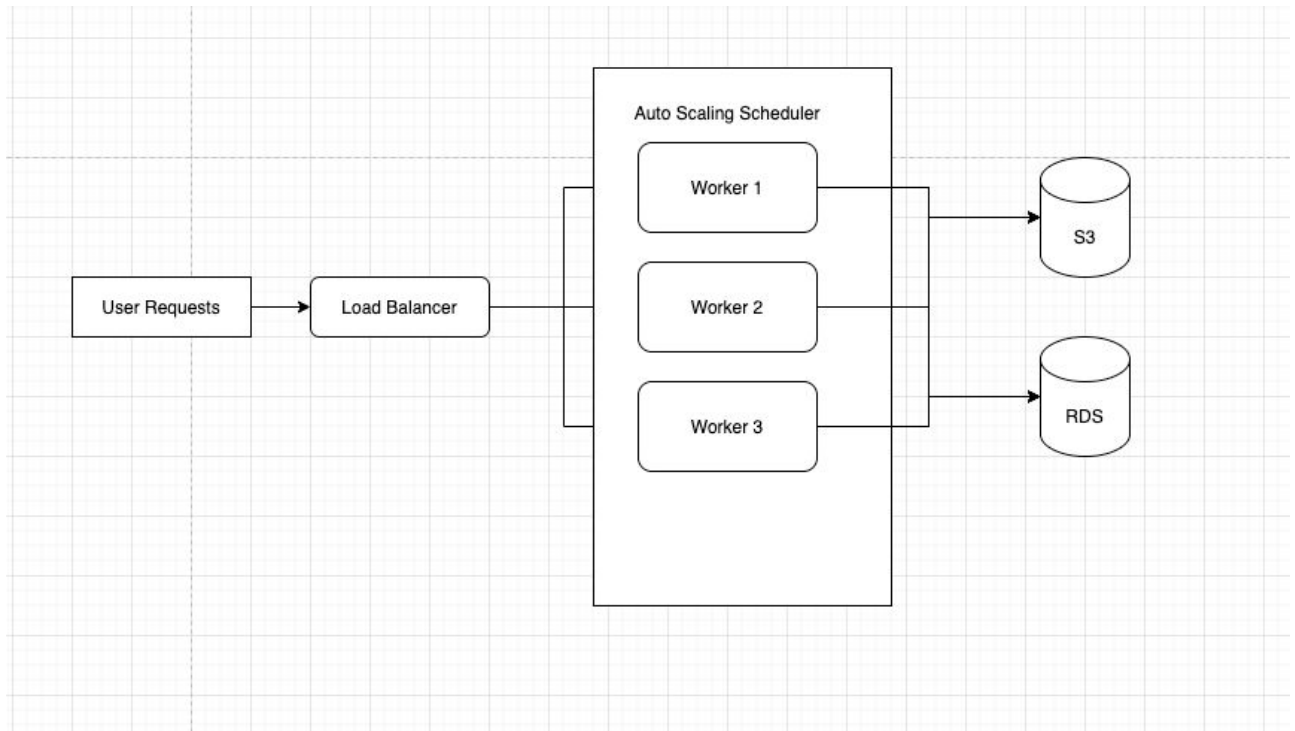 User Requests
Load Balancer
Auto Scaling Scheduler
Worker 1
Worker 2
Worker 3
S3
RDS